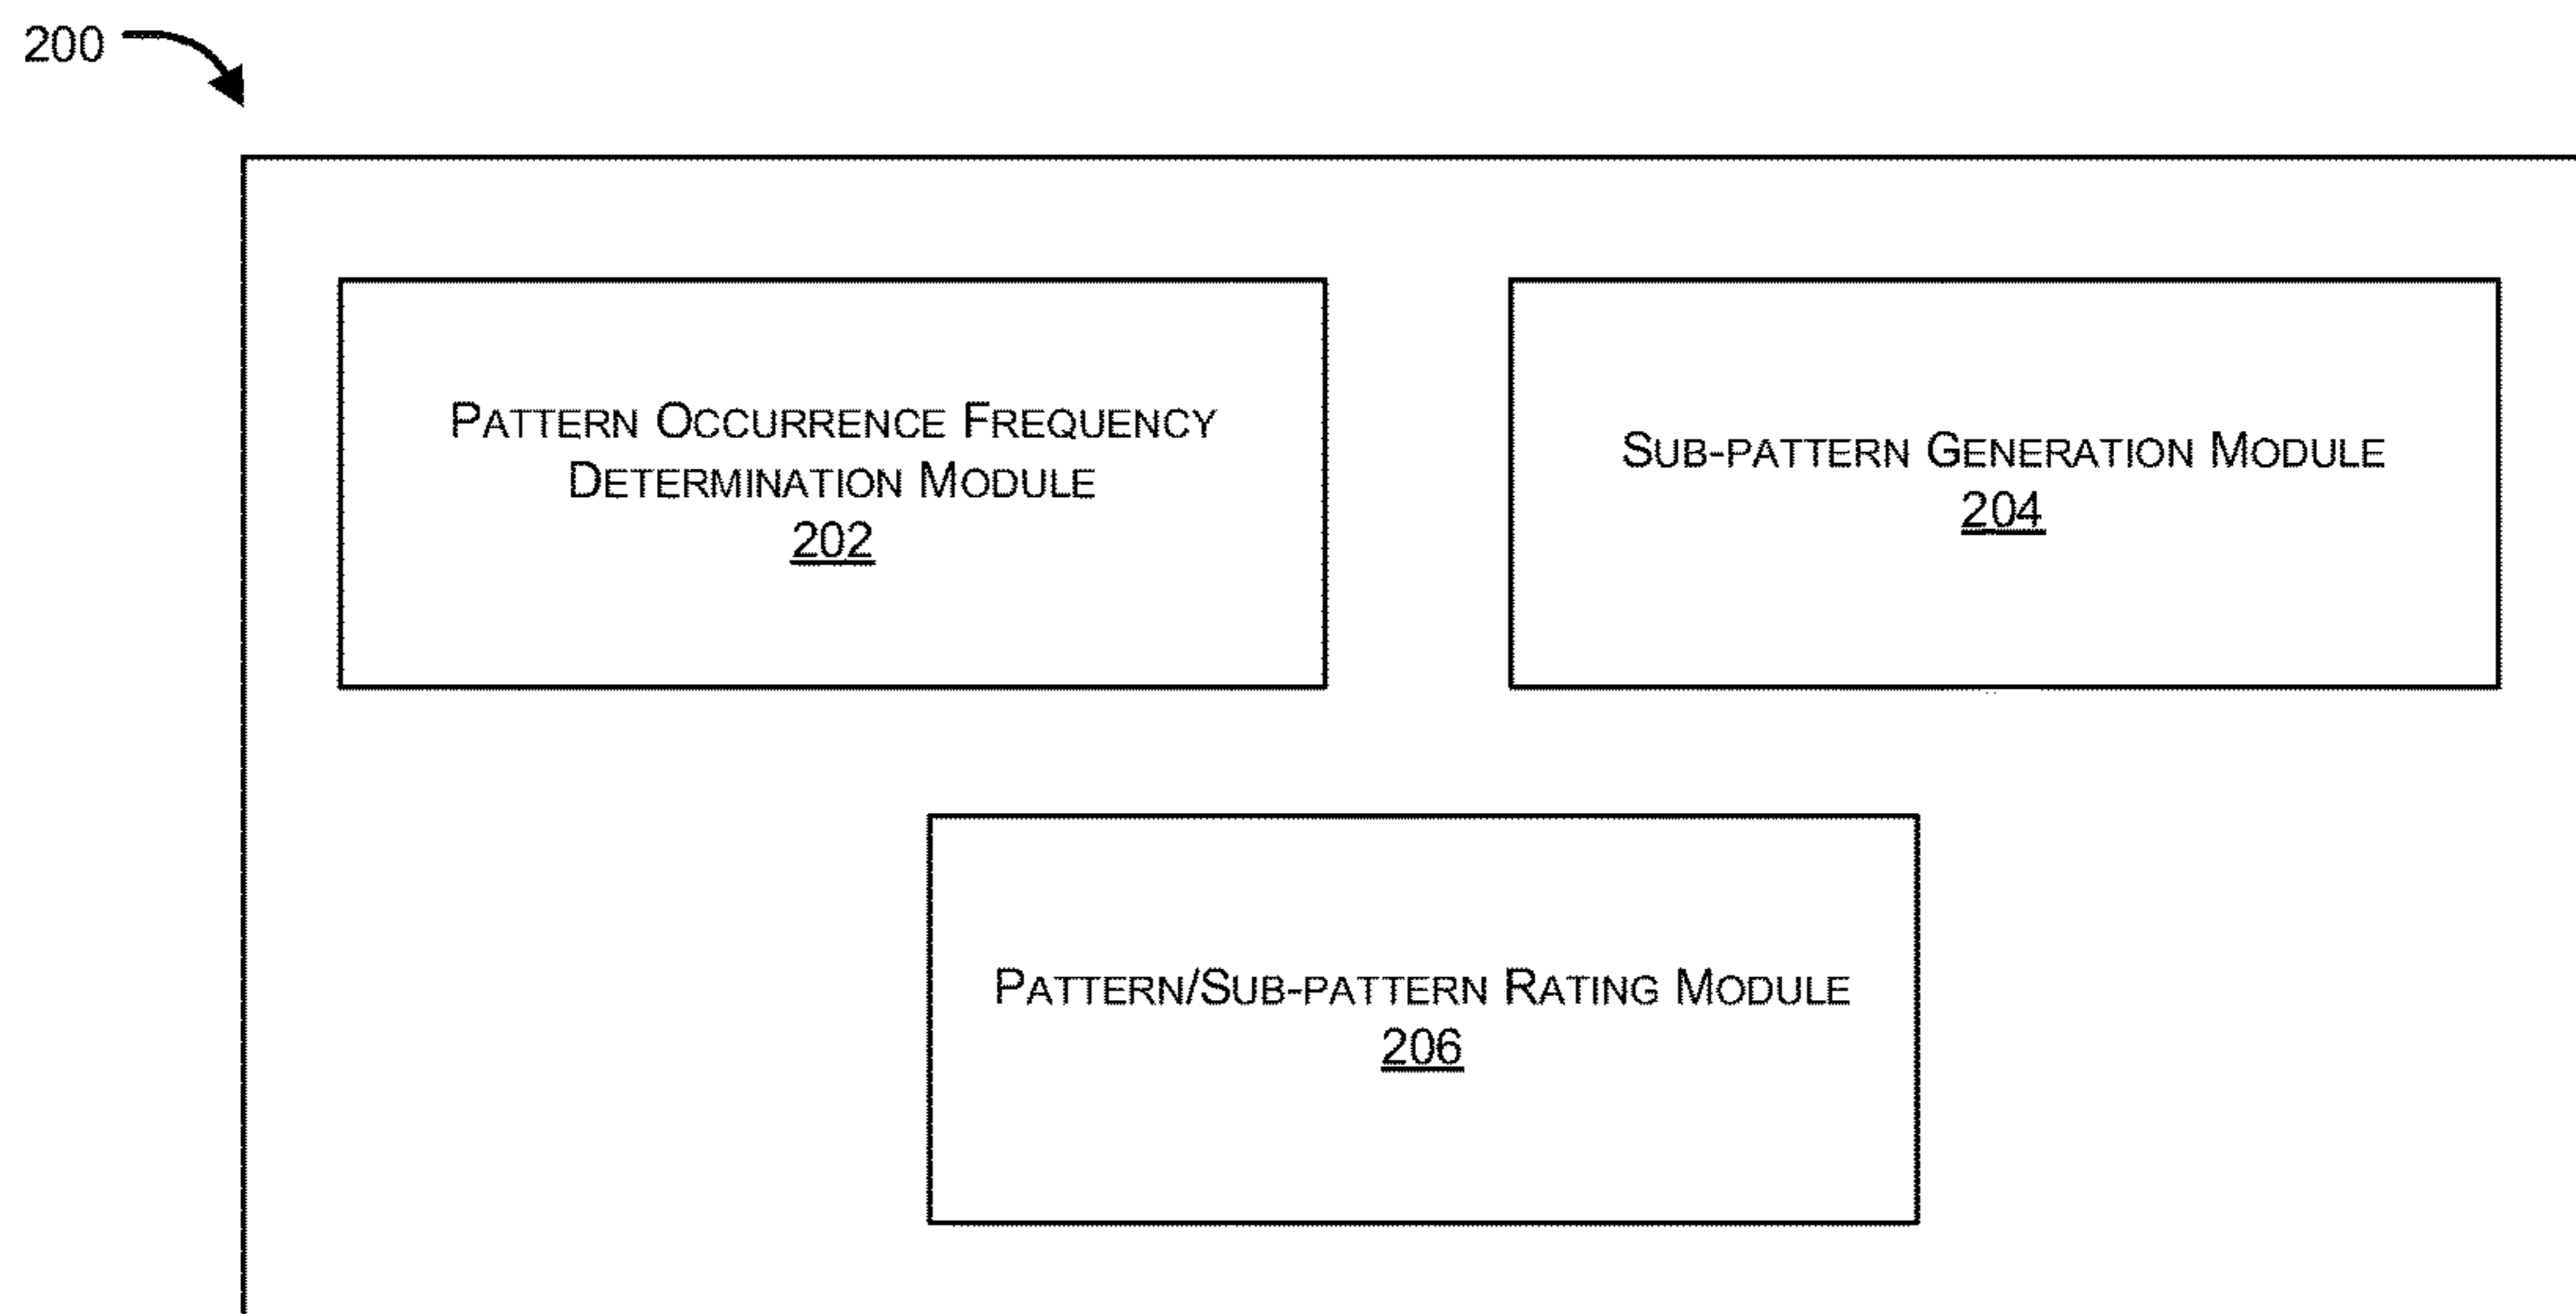 200
PATTERN OCCURRENCE FREQUENCY
DETERMINATION MODULE
202
SUB-PATTERN GENERATION MODULE
204
PATTERN/SUB-PATTERN RATING MODULE
206